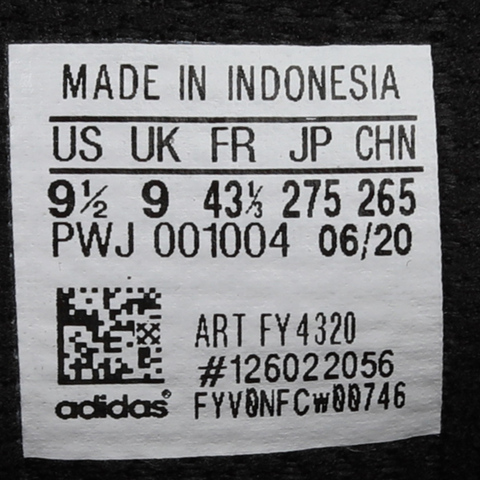 MADE IN INDONESIA
US UK FR JP CHN
9½ 9 43⅓ 275 265
PWJ 001004 06/20
ART FY4320
#126022056
adidas® FYV0NFCw00746